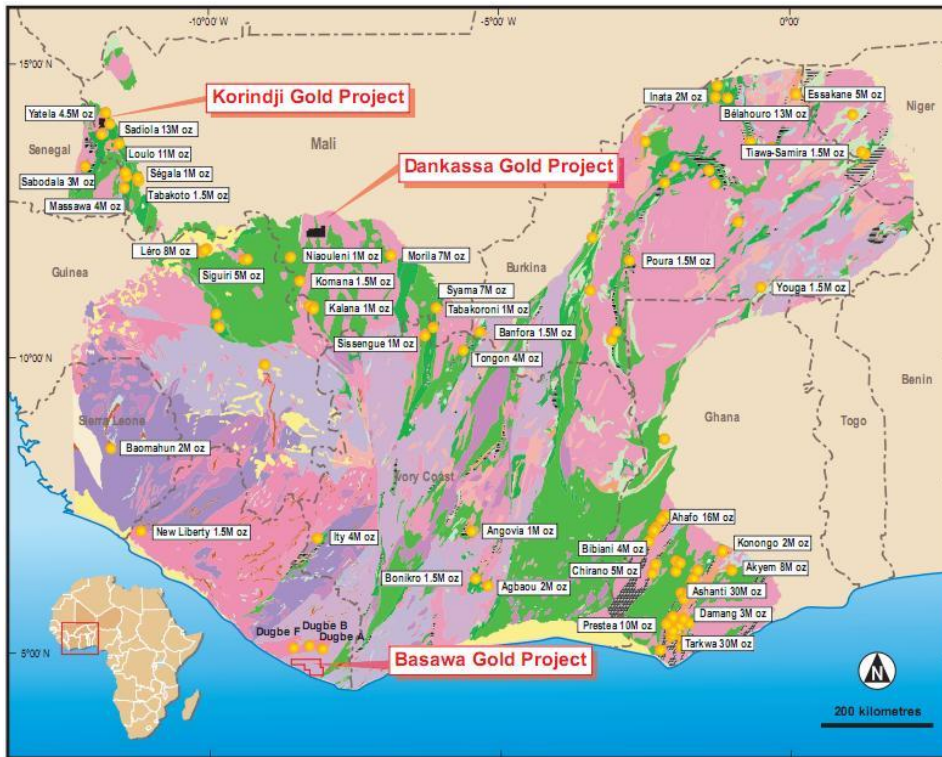 -10°00' W
-5°00' W
0°00'
15°00' N
10°00' N
5°00' N
Korindji Gold Project
Dankassa Gold Project
Basawa Gold Project
Yatela 4.5M oz
Sadiola 13M oz
Senegal
Loulo 11M oz
Ségala 1M oz
Sabodala 3M oz
Tabakoto 1.5M oz
Massawa 4M oz
Mali
Inata 2M oz
Essakane 5M oz
Bélahouro 13M oz
Niger
Tiawa-Samira 1.5M oz
Léro 8M oz
Niaouleni 1M oz
Morila 7M oz
Guinea
Siguiri 5M oz
Burkina
Poura 1.5M oz
Komana 1.5M oz
Syama 7M oz
Youga 1.5M oz
Kalana 1M oz
Tabakoroni 1M oz
Banfora 1.5M oz
Sissengue 1M oz
Tongon 4M oz
Benin
Sierra Leone
Ghana
Togo
Baomahun 2M oz
Ivory Coast
New Liberty 1.5M oz
Ity 4M oz
Angovia 1M oz
Ahafo 16M oz
Bibiani 4M oz
Konongo 2M oz
Chirano 5M oz
Akyem 8M oz
Bonikro 1.5M oz
Agbaou 2M oz
Ashanti 30M oz
Damang 3M oz
Prestea 10M oz
Tarkwa 30M oz
Dugbe B
Dugbe F
Dugbe A
N
200 kilometres